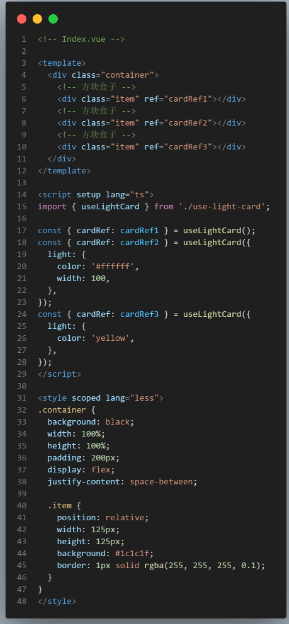 1 <!-- Index.vue -->
2
3 <template>
4   <div class="container">
5     <!-- 方块盒子 -->
6     <div class="item" ref="cardRef1"></div>
7     <!-- 方块盒子 -->
8     <div class="item" ref="cardRef2"></div>
9     <!-- 方块盒子 -->
10     <div class="item" ref="cardRef3"></div>
11   </div>
12 </template>
13
14 <script setup lang="ts">
15 import { useLightCard } from './use-light-card';
16
17 const { cardRef: cardRef1 } = useLightCard();
18 const { cardRef: cardRef2 } = useLightCard({
19   light: {
20     color: '#ffffff',
21     width: 100,
22   },
23 });
24 const { cardRef: cardRef3 } = useLightCard({
25   light: {
26     color: 'yellow',
27   },
28 });
29 </script>
30
31 <style scoped lang="less">
32 .container {
33   background: black;
34   width: 100%;
35   height: 100%;
36   padding: 200px;
37   display: flex;
38   justify-content: space-between;
39
40   .item {
41     position: relative;
42     width: 125px;
43     height: 125px;
44     background: #1c1c1f;
45     border: 1px solid rgba(255, 255, 255, 0.1);
46   }
47 }
48 </style>